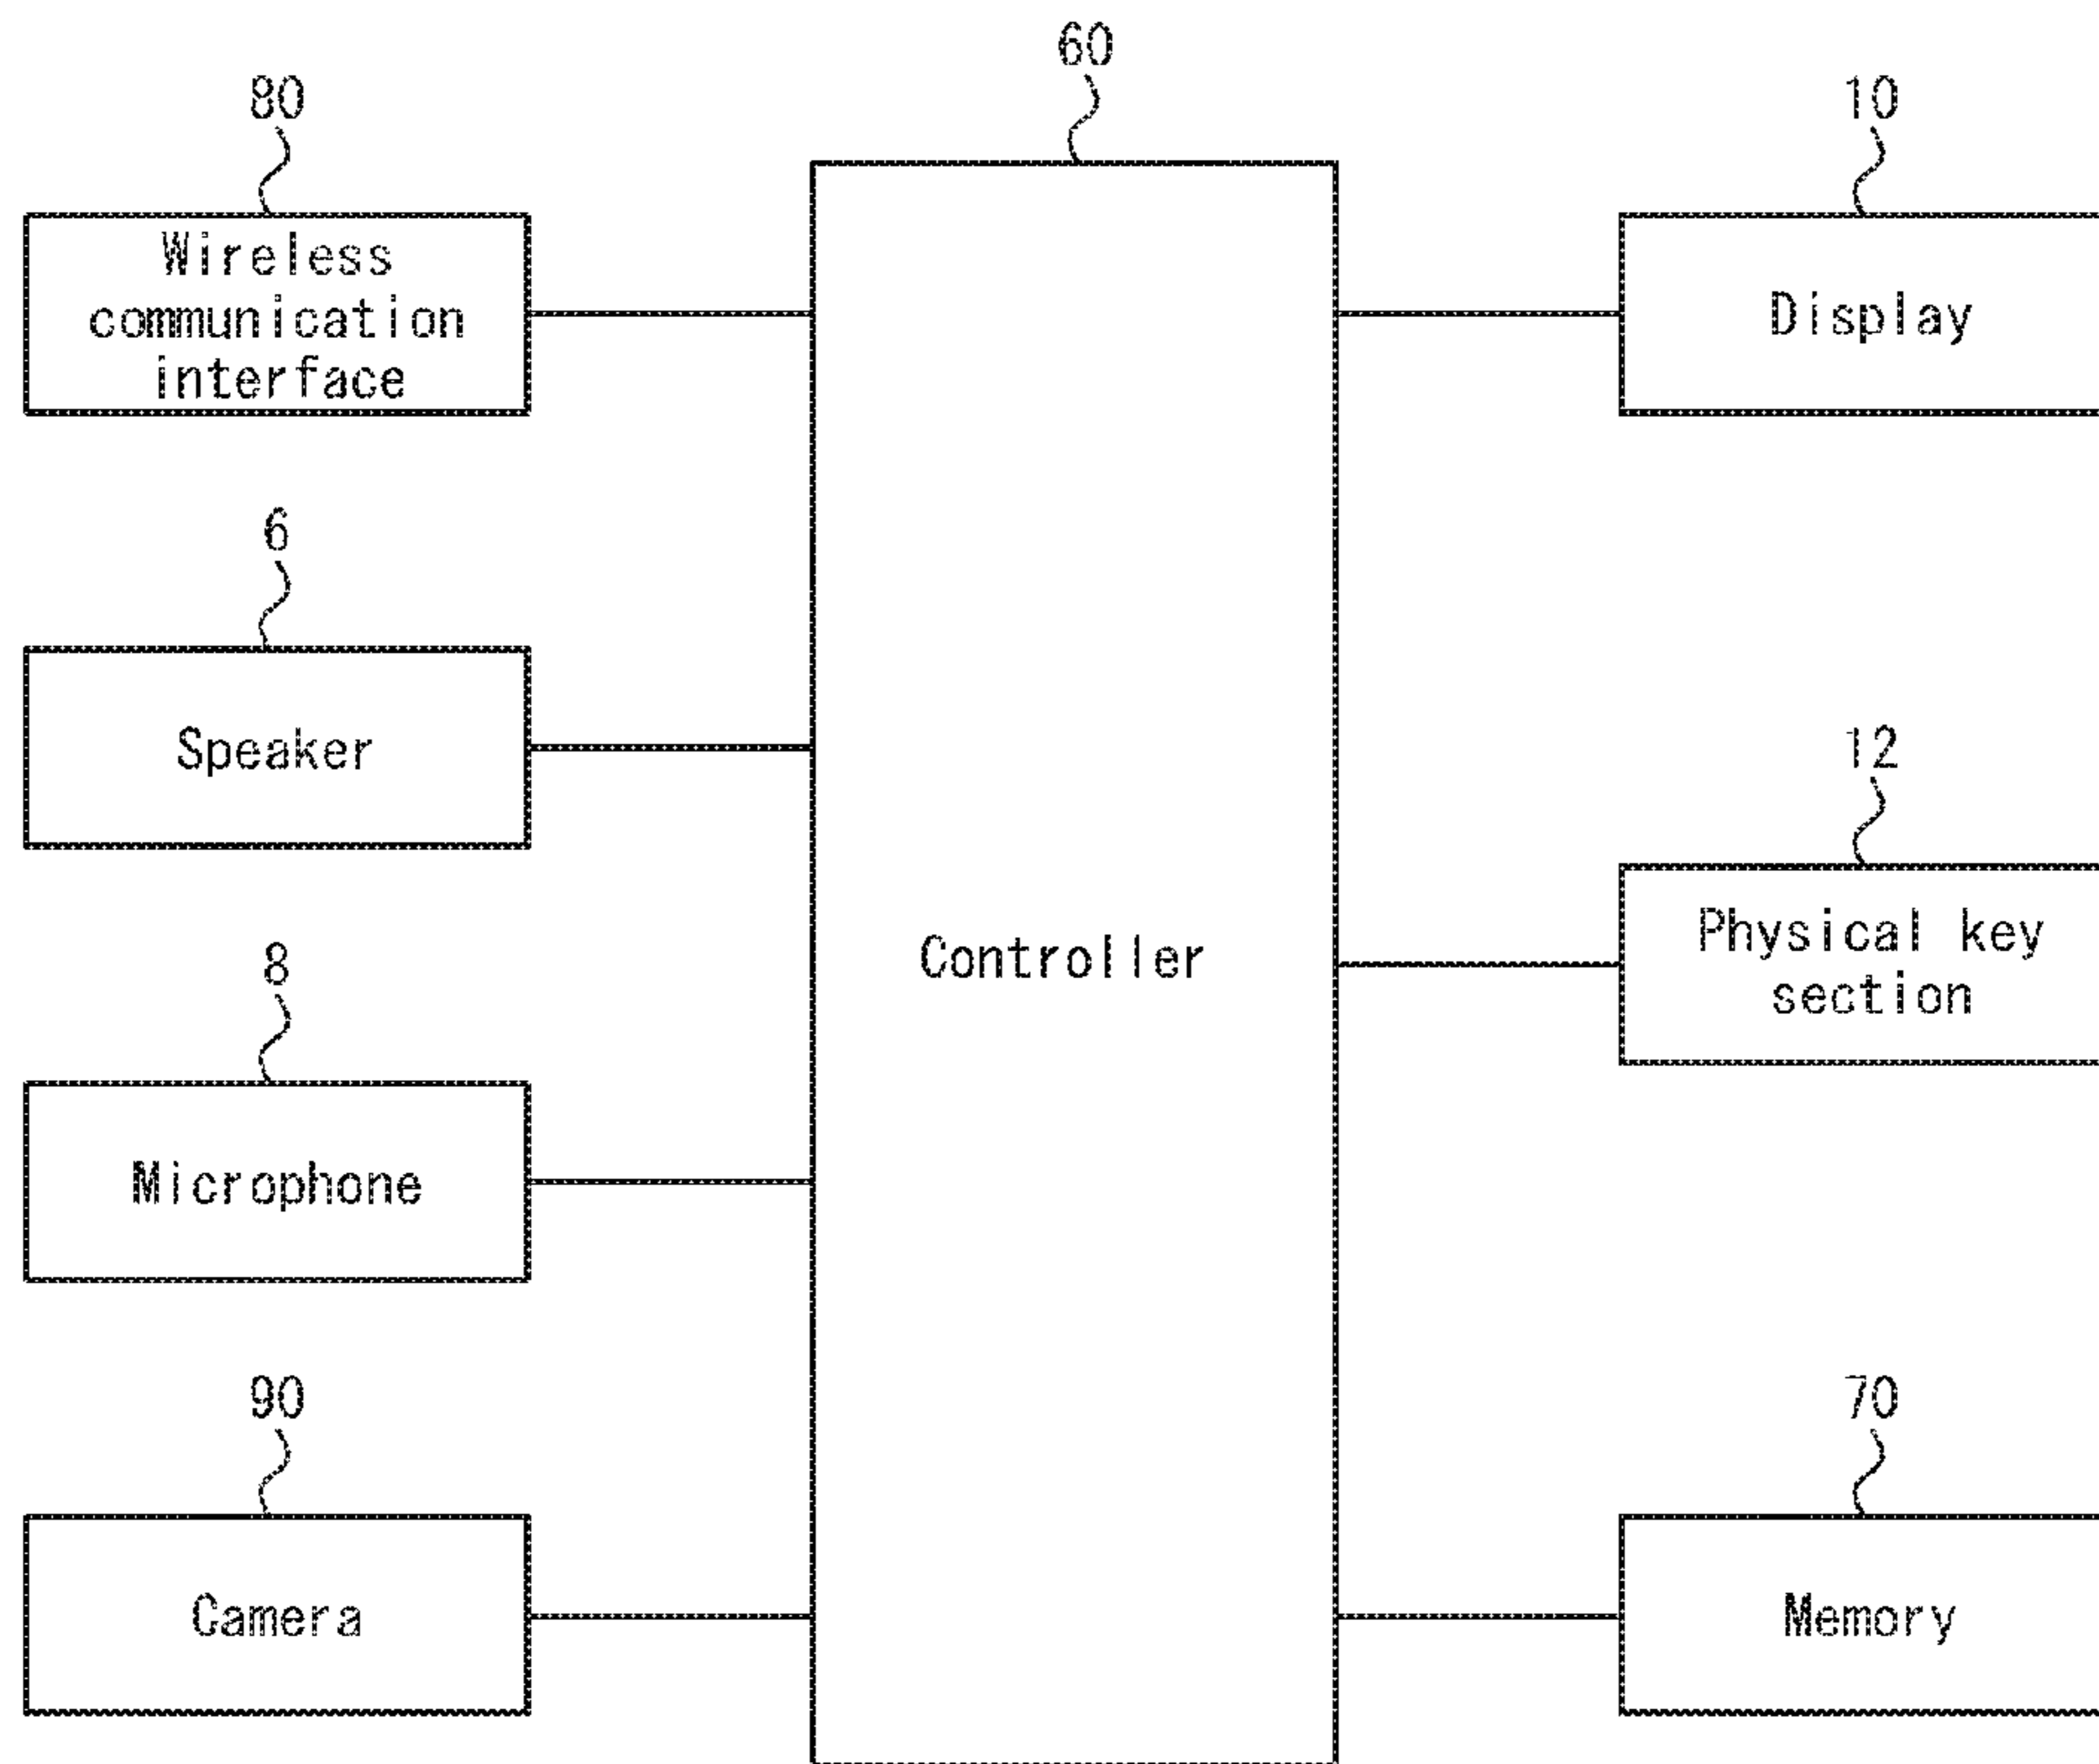 60
80
10
Wireless
communication
interface
Display
6
Speaker
12
Physical key
section
8
Controller
Microphone
90
70
Camera
Memory